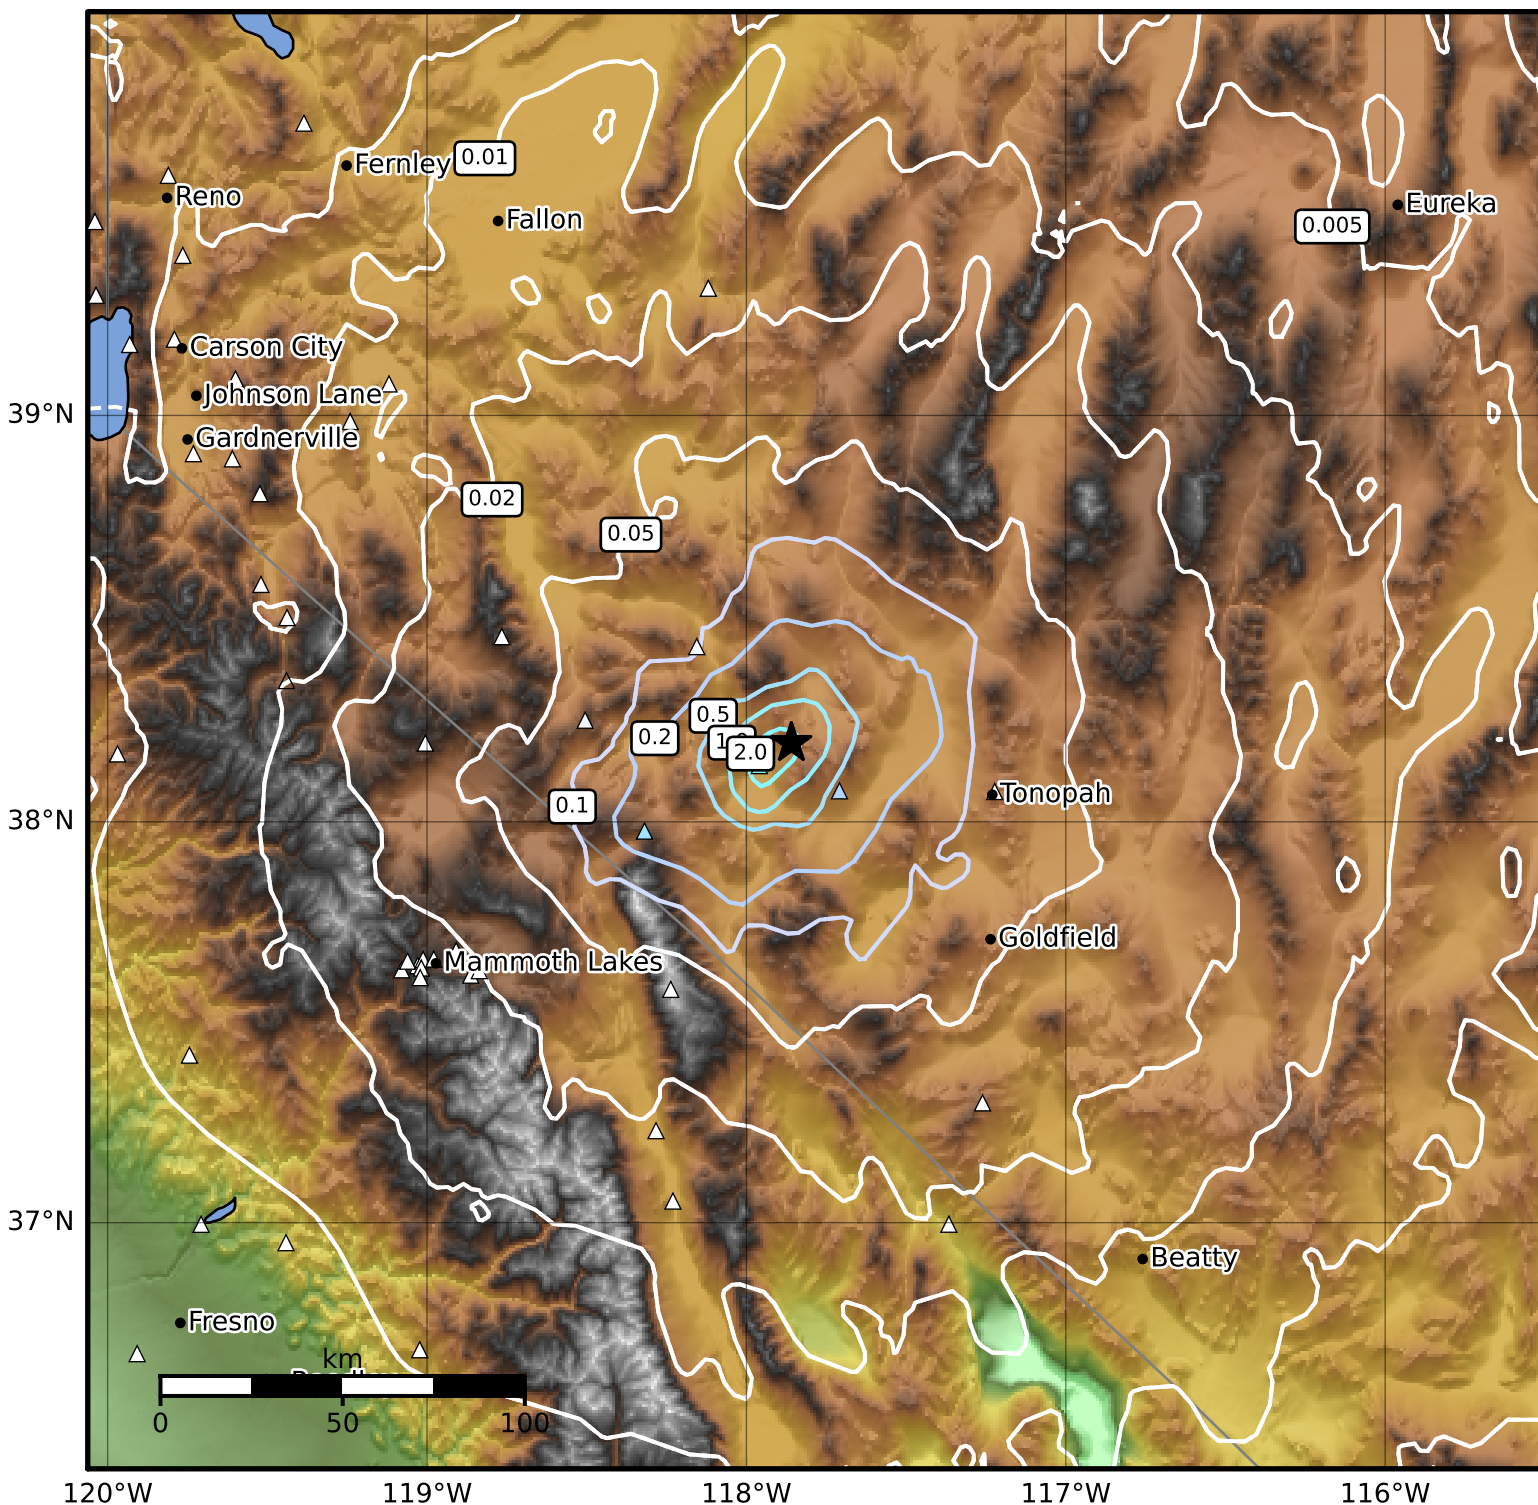 0.01
Fernley
Reno
Fallon
Eureka
0.005
Carson City
Johnson Lane
39°N
Gardnerville
0.02
0.05
0.5
0.2
2.0
0.1
Tonopah
38°N
Goldfield
Mammoth Lakes
37°N
Beatty
Fresno
km
0 50 100
120°W 119°W 118°W 117°W 116°W